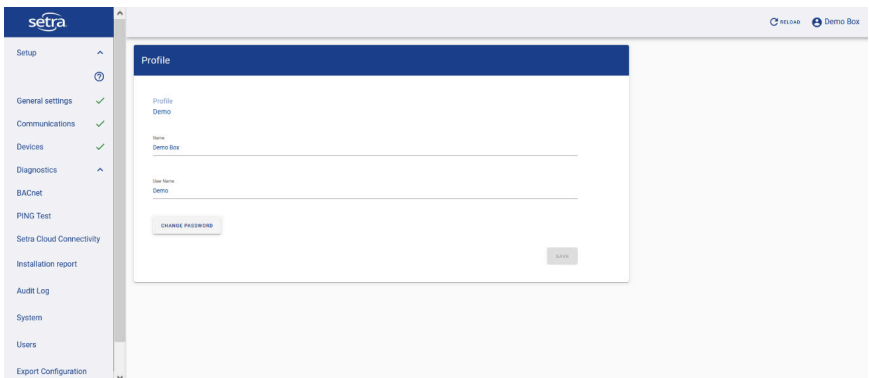 setra
RELOAD Demo Box
Setup
General settings
Communications
Devices
Diagnostics
BACnet
PING Test
Setra Cloud Connectivity
Installation report
Audit Log
System
Users
Export Configuration
Profile
Profile
Demo
Name
Demo Box
User Name
Demo
CHANGE PASSWORD
SAVE